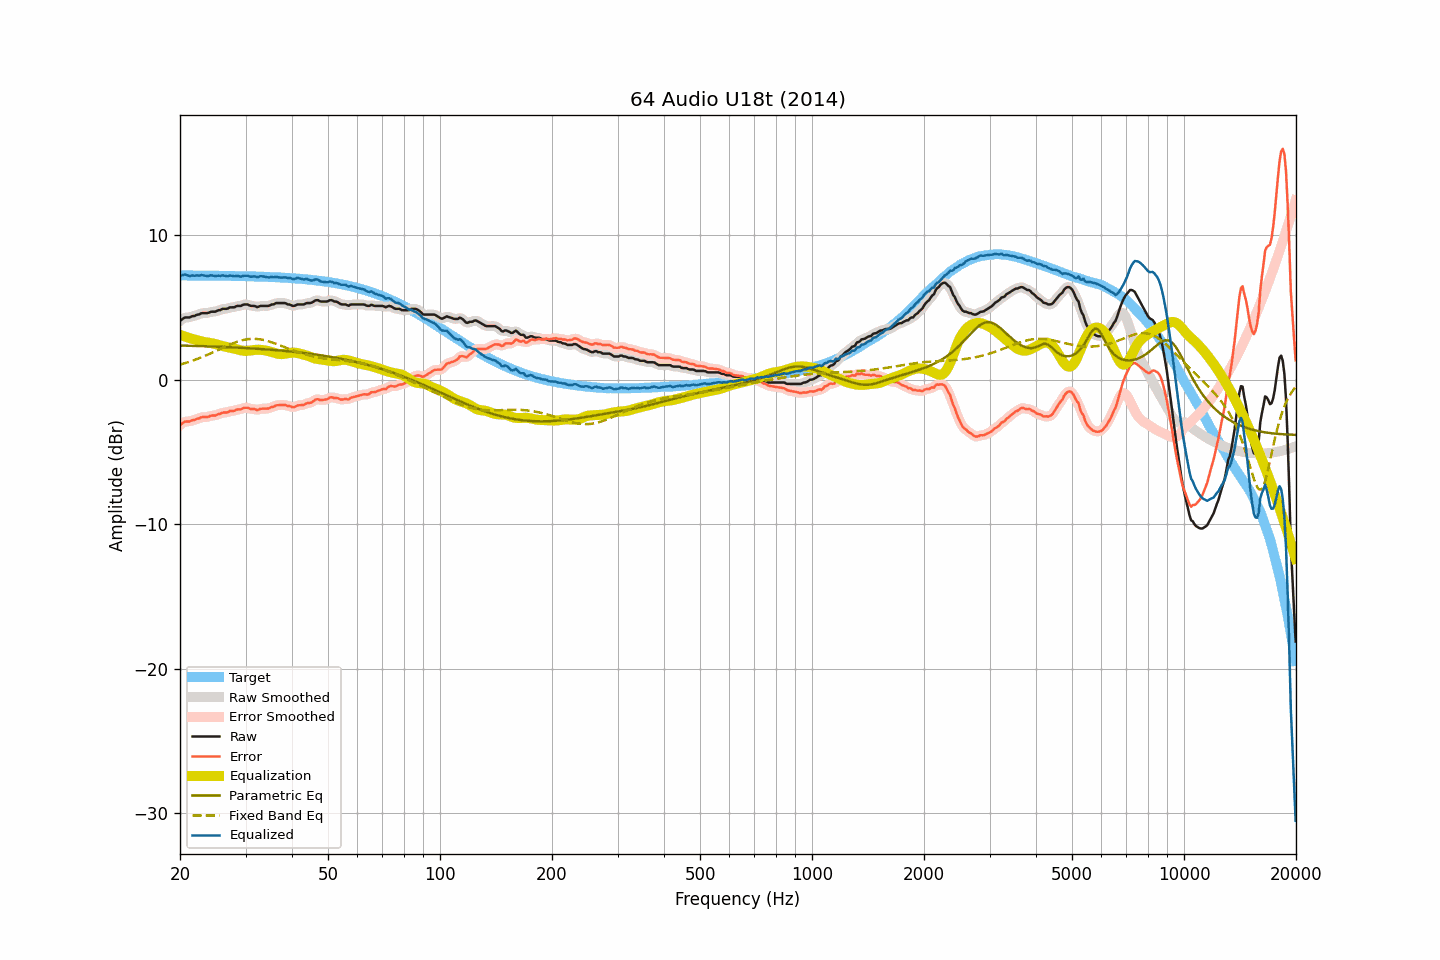 64 Audio U18t (2014)
Amplitude (dBr)
10
0
−10
−20
−30
Target
Raw Smoothed
Error Smoothed
Raw
Error
Equalization
Parametric Eq
Fixed Band Eq
Equalized
20 50 100 200 500 1000 2000 5000 10000 20000
Frequency (Hz)